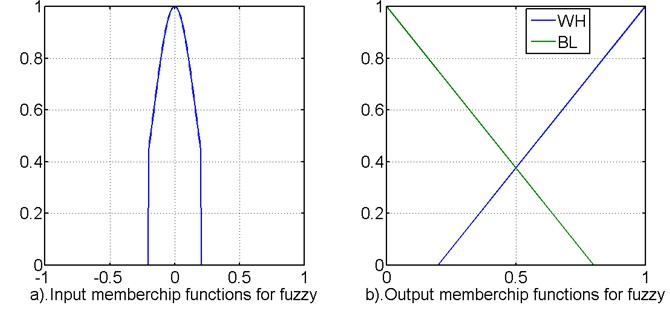 1
0.8
0.6
0.4
0.2
0
-1 -0.5 0 0.5 1
a).Input memberchip functions for fuzzy
1
0.8
0.6
0.4
0.2
0
0 0.5 1
WH
BL
b).Output memberchip functions for fuzzy